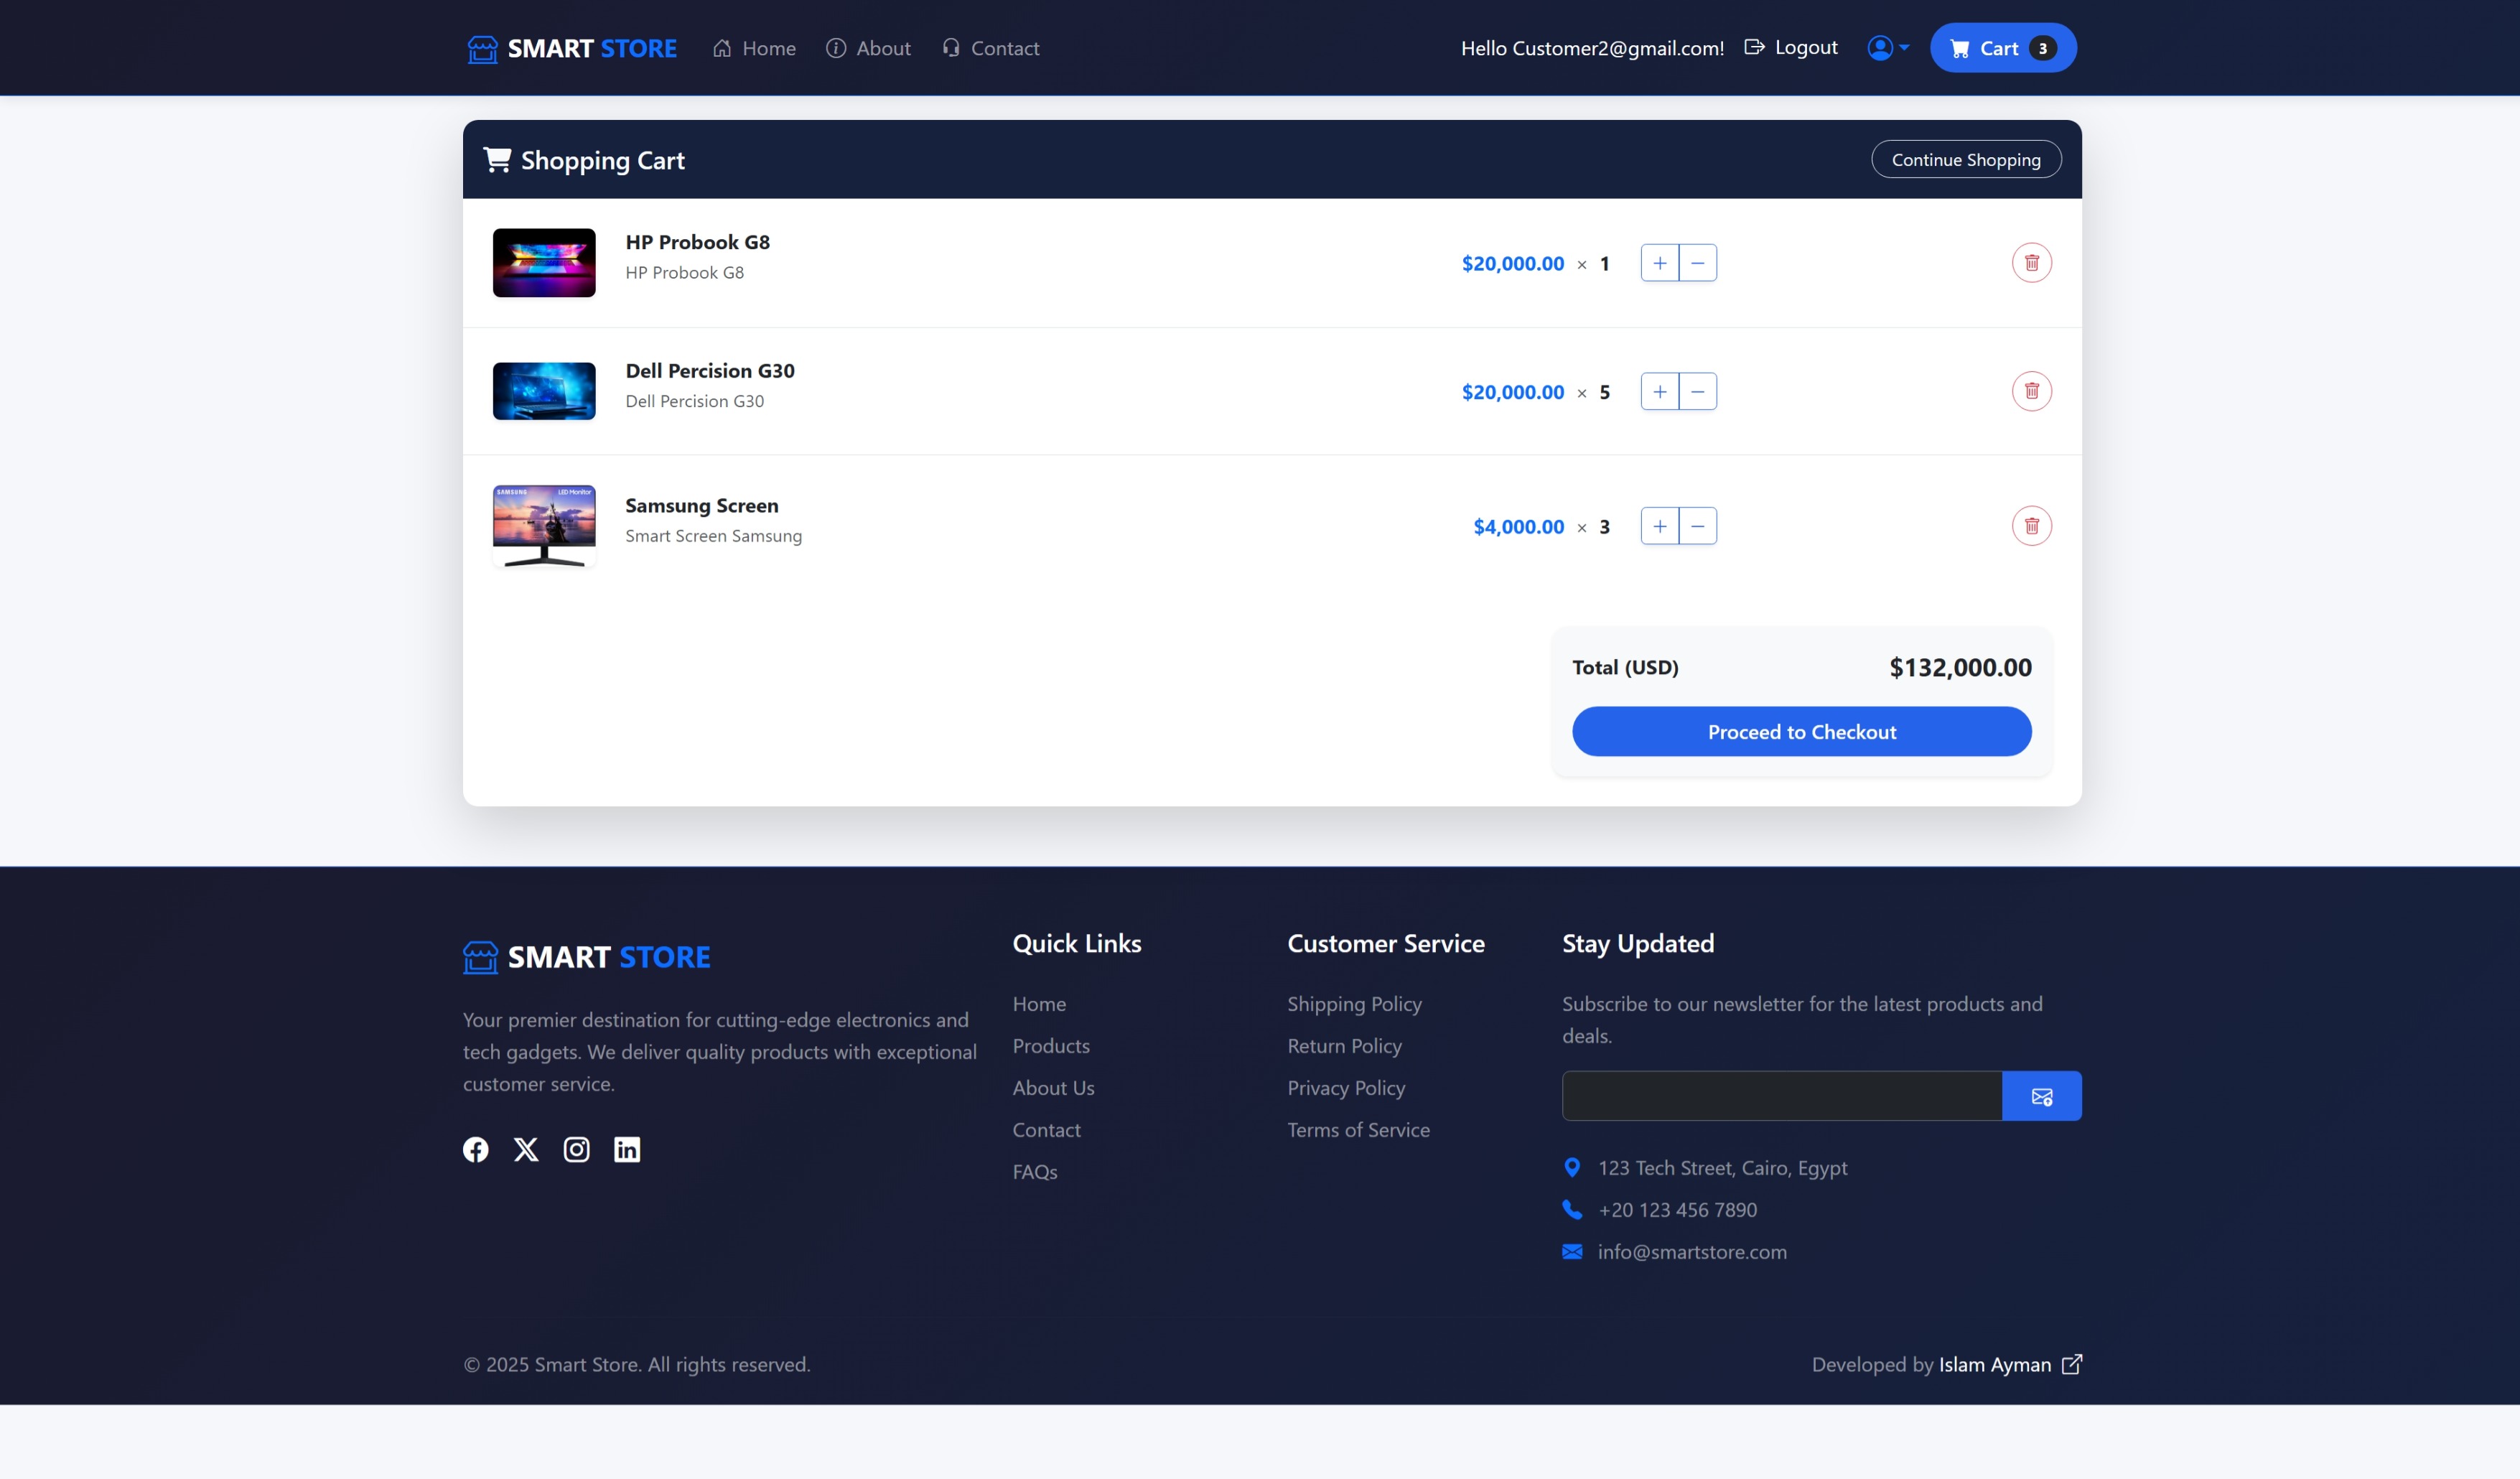 SMART STORE
Home
About
Contact
Hello Customer2@gmail.com!
Logout
Cart 3
Shopping Cart
Continue Shopping
HP Probook G8
HP Probook G8
$20,000.00 × 1
+ −
Dell Percision G30
Dell Percision G30
$20,000.00 × 5
+ −
SAMSUNG LED Monitor
Samsung Screen
Smart Screen Samsung
$4,000.00 × 3
+ −
Total (USD) $132,000.00
Proceed to Checkout
SMART STORE
Your premier destination for cutting-edge electronics and
tech gadgets. We deliver quality products with exceptional
customer service.
Quick Links
Home
Products
About Us
Contact
FAQs
Customer Service
Shipping Policy
Return Policy
Privacy Policy
Terms of Service
Stay Updated
Subscribe to our newsletter for the latest products and
deals.
123 Tech Street, Cairo, Egypt
+20 123 456 7890
info@smartstore.com
© 2025 Smart Store. All rights reserved.
Developed by Islam Ayman